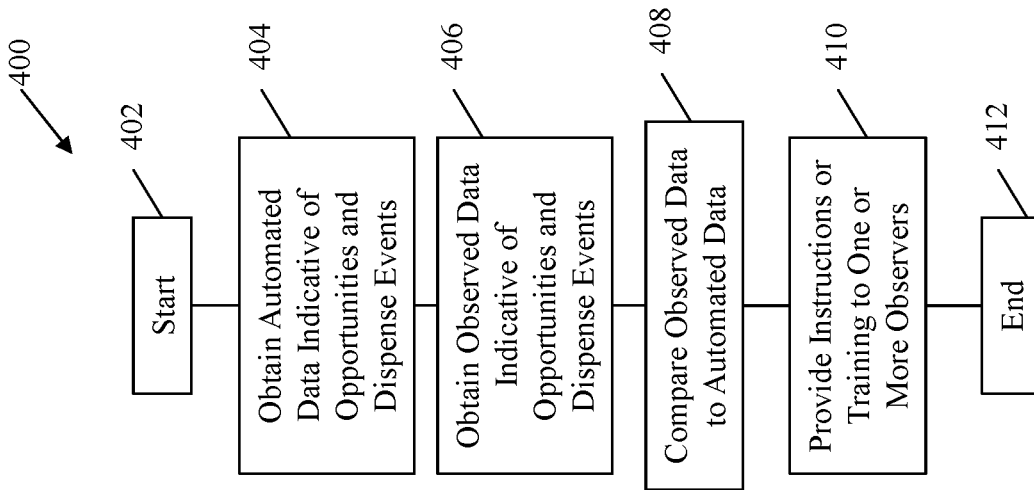 400
Start
402
Obtain Automated
Data Indicative of
Opportunities and
Dispense Events
404
Obtain Observed Data
Indicative of
Opportunities and
Dispense Events
406
Compare Observed Data
to Automated Data
408
Provide Instructions or
Training to One or
More Observers
410
End
412